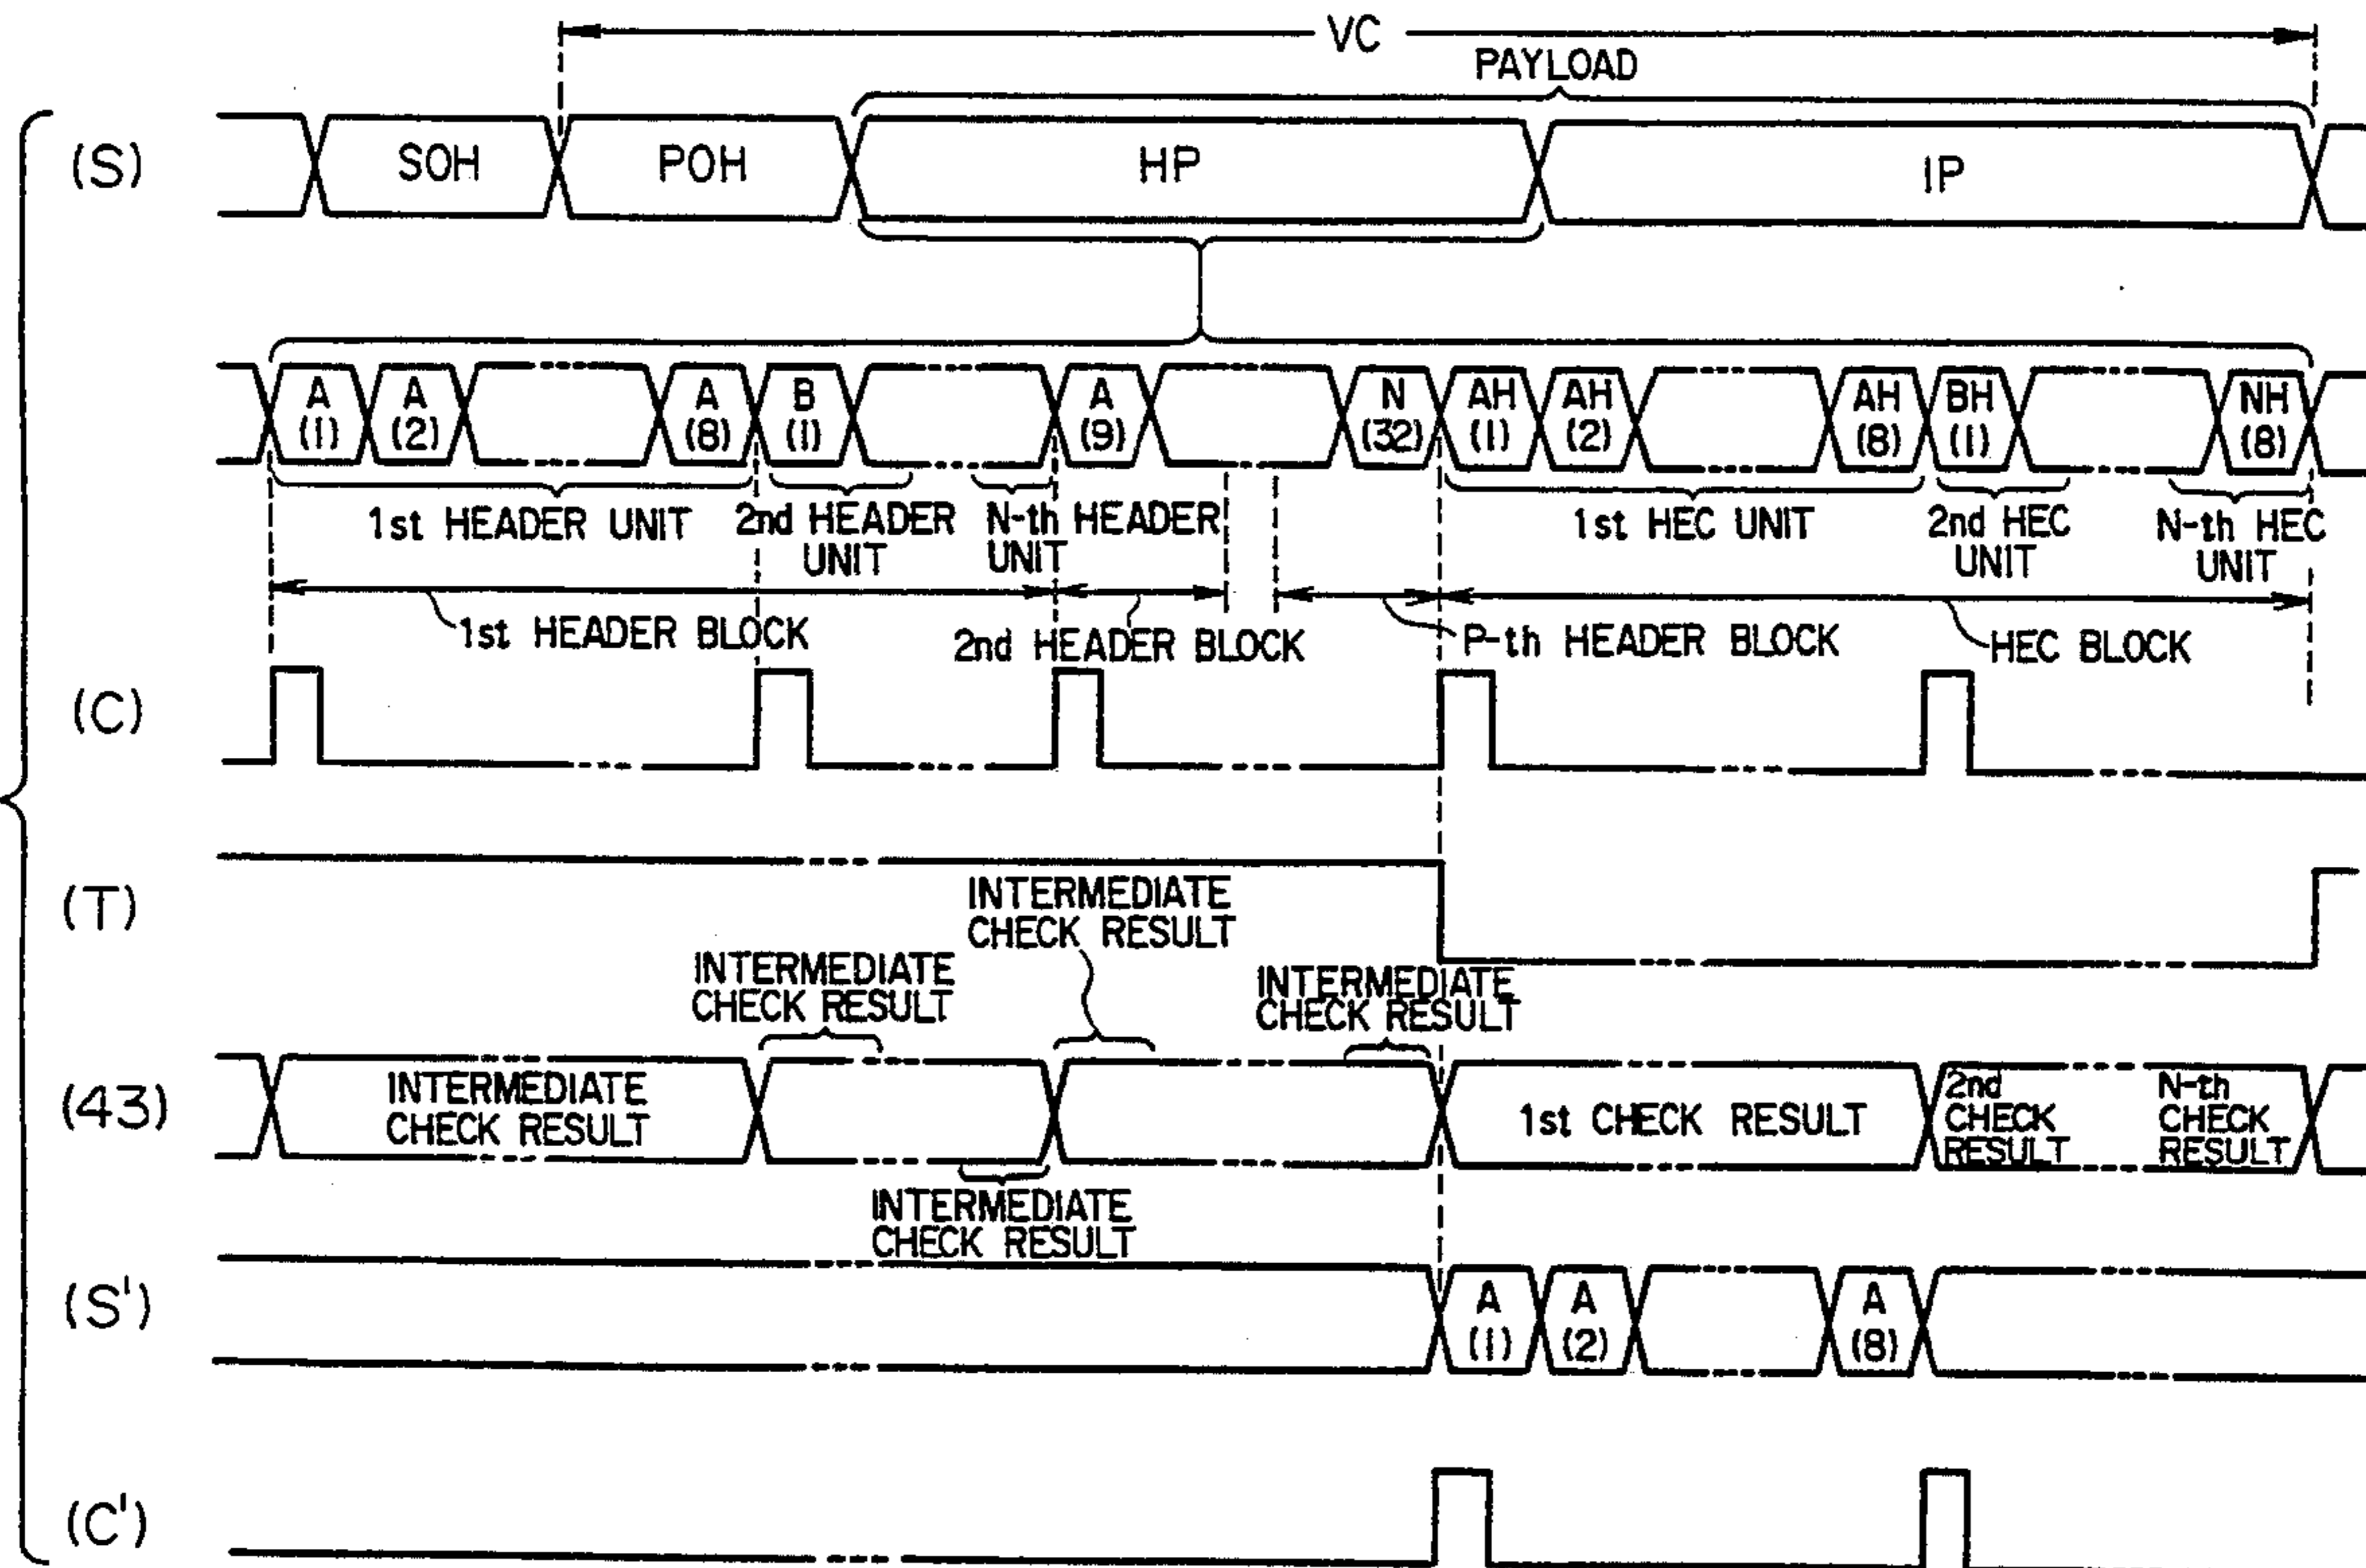 VC
PAYLOAD
(S)
SOH
POH
HP
IP
A (1)
A (2)
A (8)
B (1)
A (9)
N (32)
AH (1)
AH (2)
AH (8)
BH (1)
NH (8)
1st HEADER UNIT
2nd HEADER UNIT
N-th HEADER UNIT
1st HEC UNIT
2nd HEC UNIT
N-th HEC UNIT
1st HEADER BLOCK
2nd HEADER BLOCK
P-th HEADER BLOCK
HEC BLOCK
(C)
(T)
INTERMEDIATE CHECK RESULT
INTERMEDIATE CHECK RESULT
INTERMEDIATE CHECK RESULT
(43)
INTERMEDIATE CHECK RESULT
1st CHECK RESULT
2nd CHECK RESULT
N-th CHECK RESULT
INTERMEDIATE CHECK RESULT
(S')
A (1)
A (2)
A (8)
(C')